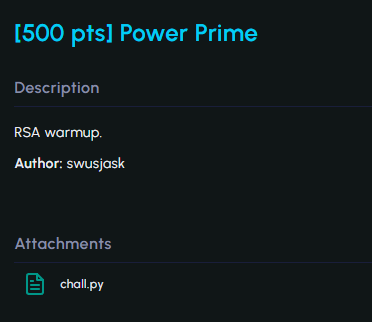 [500 pts] Power Prime
Description
RSA warmup.
Author: swusjask
Attachments
chall.py